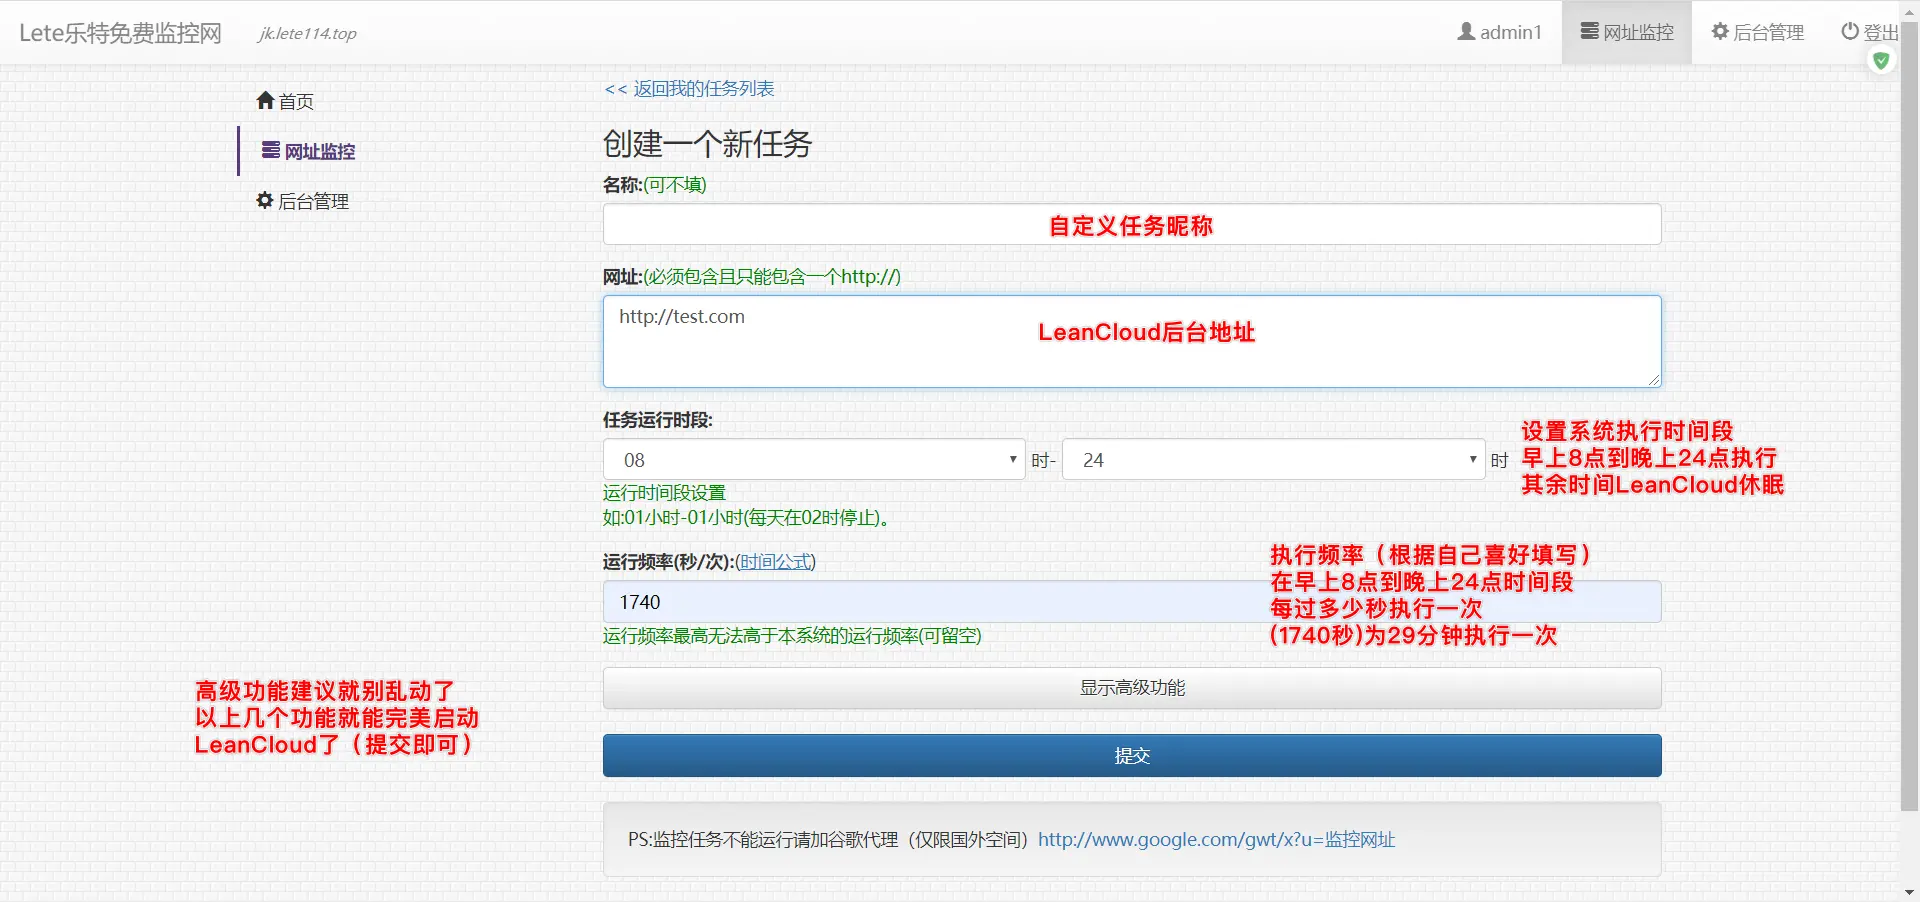 Lete乐特免费监控网
jk.lete114.top
admin1
网址监控
后台管理
登出
首页
网址监控
后台管理
<< 返回我的任务列表
创建一个新任务
名称:(可不填)
自定义任务昵称
网址:(必须包含且只能包含一个http://)
http://test.com
LeanCloud后台地址
任务运行时段:
08
时-
24
时
设置系统执行时间段
早上8点到晚上24点执行
其余时间LeanCloud休眠
运行时间段设置
如:01小时-01小时(每天在02时停止)。
运行频率(秒/次):(时间公式)
1740
执行频率（根据自己喜好填写）
在早上8点到晚上24点时间段
每过多少秒执行一次
(1740秒)为29分钟执行一次
运行频率最高无法高于本系统的运行频率(可留空)
显示高级功能
高级功能建议就别乱动了
以上几个功能就能完美启动
LeanCloud了（提交即可）
提交
PS:监控任务不能运行请加谷歌代理（仅限国外空间）http://www.google.com/gwt/x?u=监控网址